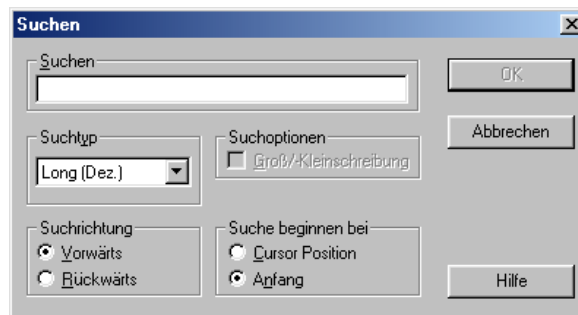 Suchen
Suchen
OK
Suchtyp
Long (Dez.)
Suchoptionen
Groß/-Kleinschreibung
Abbrechen
Suchrichtung
Vorwärts
Rückwärts
Suche beginnen bei
Cursor Position
Anfang
Hilfe